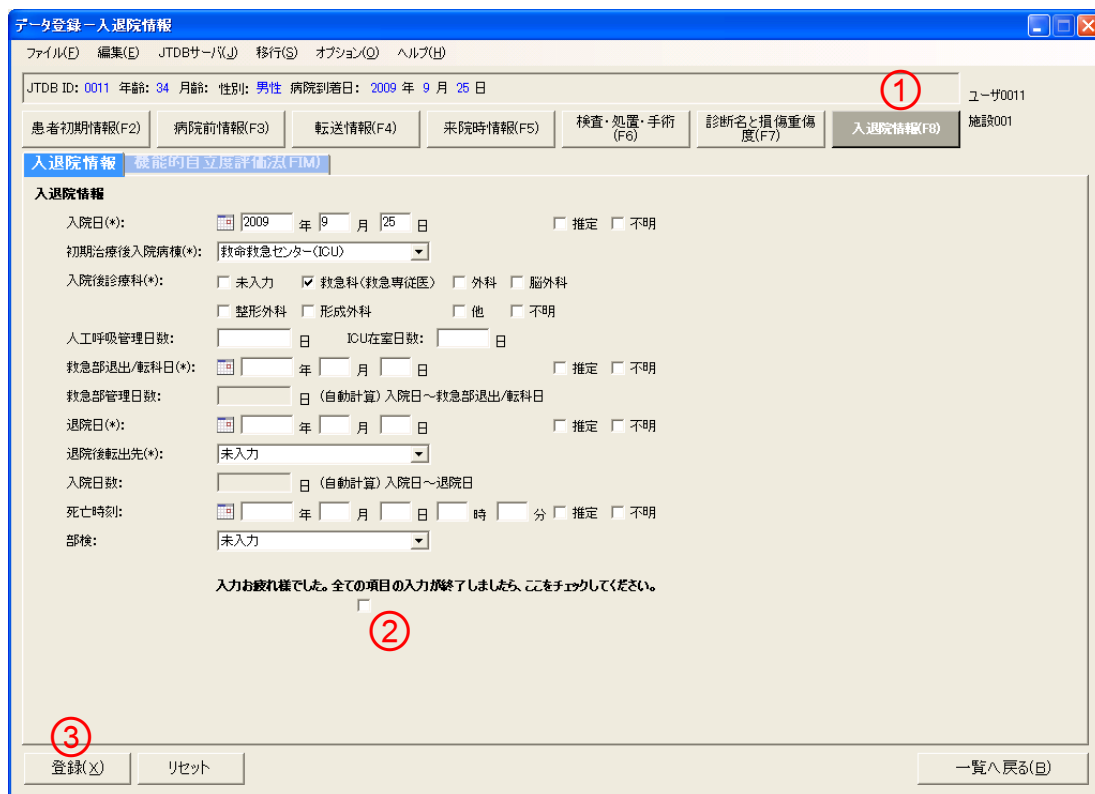 データ登録－入退院情報
ファイル(F) 編集(E) JTDBサーバ(J) 移行(S) オプション(O) ヘルプ(H)
JTDB ID: 0011 年齢: 34 月齢: 性別: 男性 病院到着日: 2009 年 9 月 25 日
①
ユーザ0011
施設001
患者初期情報(F2) 病院前情報(F3) 転送情報(F4) 来院時情報(F5) 検査・処置・手術(F6) 診断名と損傷重傷度(F7) 入退院情報(F8)
入退院情報 機能的自立度評価法(FIM)
入退院情報
入院日(*): 2009 年 9 月 25 日 推定 不明
初期治療後入院病棟(*): 救命救急センター(ICU)
入院後診療科(*): 未入力 救急科(救急専従医) 外科 脳外科
整形外科 形成外科 他 不明
人工呼吸管理日数: 日 ICU在室日数: 日
救急部退出/転科日(*): 年 月 日 推定 不明
救急部管理日数: 日 (自動計算) 入院日～救急部退出/転科日
退院日(*): 年 月 日 推定 不明
退院後転出先(*): 未入力
入院日数: 日 (自動計算) 入院日～退院日
死亡時刻: 年 月 日 時 分 推定 不明
部検: 未入力
入力お疲れ様でした。全ての項目の入力が終了しましたら、ここをチェックしてください。
②
③
登録(X) リセット 一覧へ戻る(B)